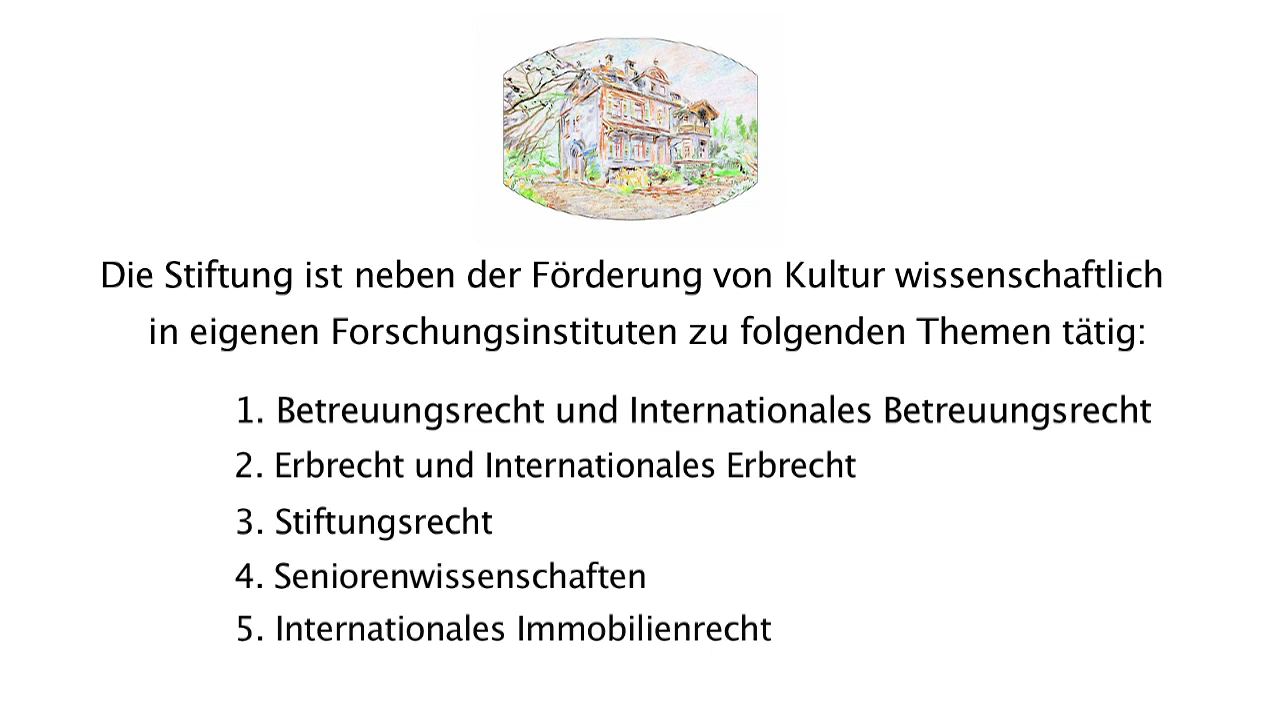 Die Stiftung ist neben der Förderung von Kultur wissenschaftlich
in eigenen Forschungsinstituten zu folgenden Themen tätig:
1. Betreuungsrecht und Internationales Betreuungsrecht
2. Erbrecht und Internationales Erbrecht
3. Stiftungsrecht
4. Seniorenwissenschaften
5. Internationales Immobilienrecht